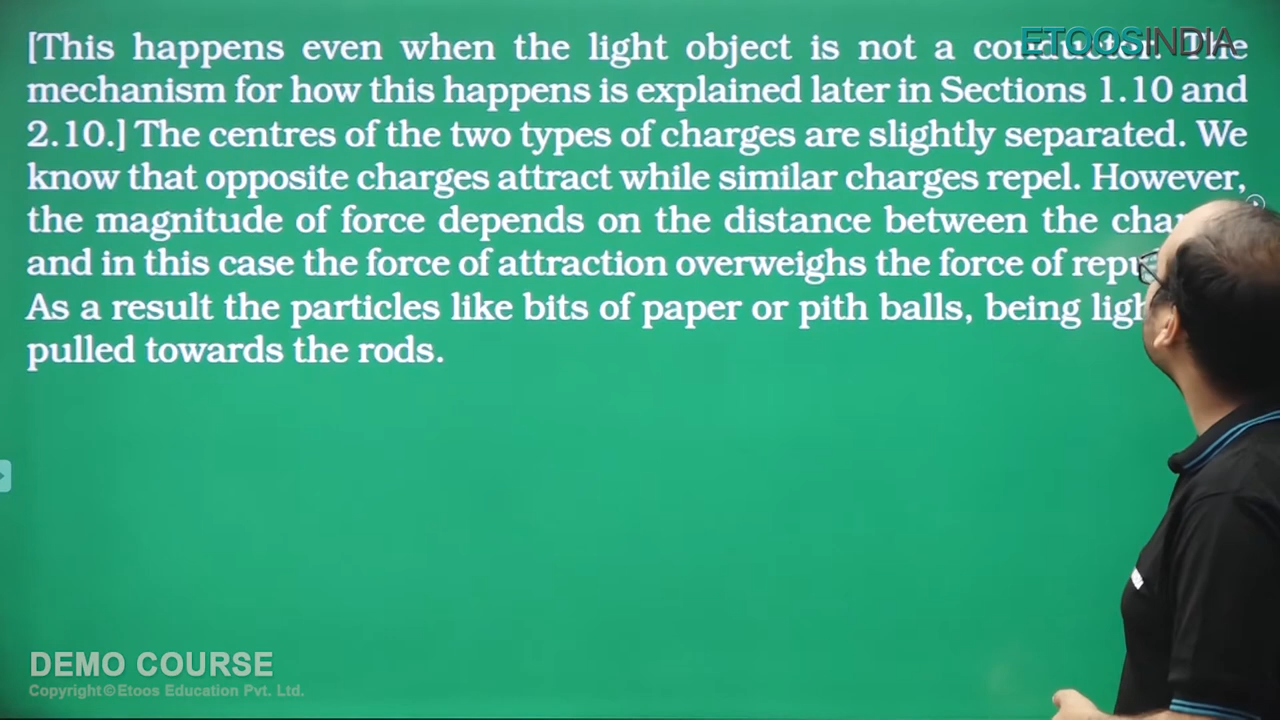 [This happens even when the light object is not a conductor. The
ETOOSINDIA
mechanism for how this happens is explained later in Sections 1.10 and
2.10.] The centres of the two types of charges are slightly separated. We
know that opposite charges attract while similar charges repel. However,
the magnitude of force depends on the distance between the
and in this case the force of attraction overweighs the force of
As a result the particles like bits of paper or pith balls, being
pulled towards the rods.
DEMO COURSE
Copyright©Etoos Education Pvt. Ltd.